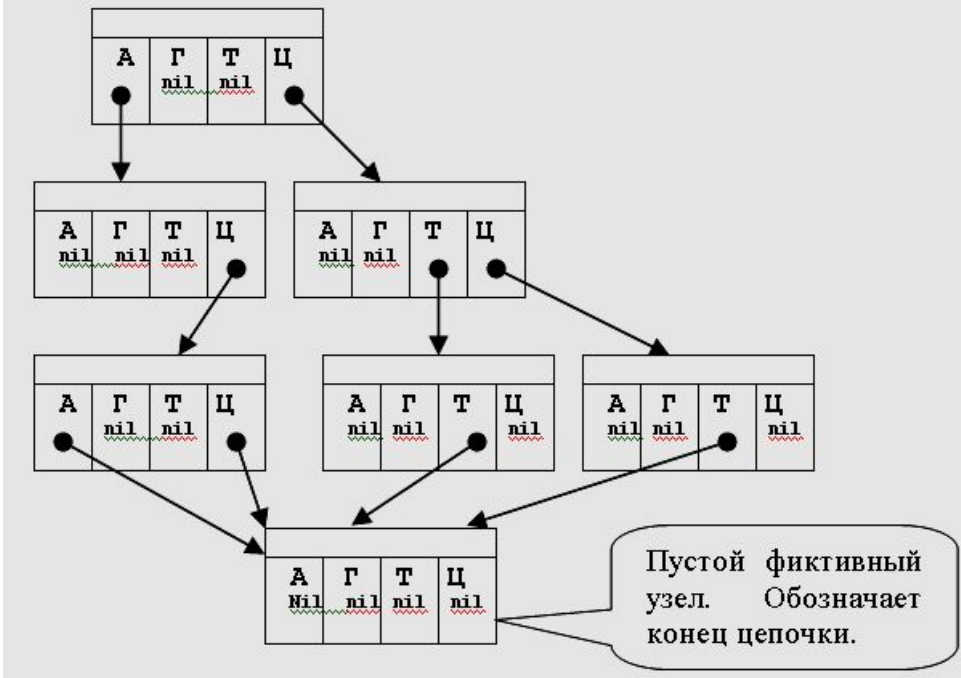 А Г Т Ц
nil nil
А Г Т Ц
nil nil nil
А Г Т Ц
nil nil
А Г Т Ц
nil nil
А Г Т Ц
nil nil nil
А Г Т Ц
nil nil nil
А Г Т Ц
Nil nil nil nil
Пустой фиктивный
узел. Обозначает
конец цепочки.